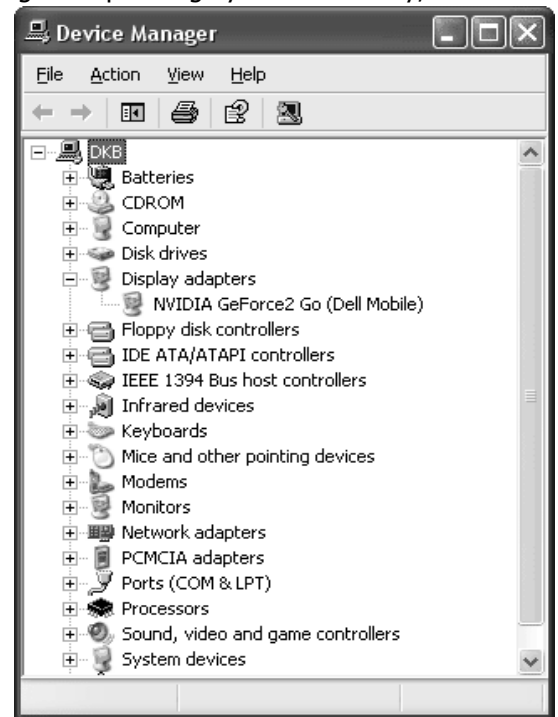 Device Manager
File Action View Help
DKB
Batteries
CDROM
Computer
Disk drives
Display adapters
NVIDIA GeForce2 Go (Dell Mobile)
Floppy disk controllers
IDE ATA/ATAPI controllers
IEEE 1394 Bus host controllers
Infrared devices
Keyboards
Mice and other pointing devices
Modems
Monitors
Network adapters
PCMCIA adapters
Ports (COM & LPT)
Processors
Sound, video and game controllers
System devices